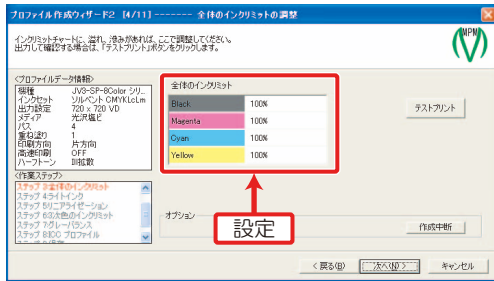 プロファイル作成ウィザード2 [4/11] ------- 全体のインクリミットの調整
インクリミットチャートに、溢れ、滲みがあれば、ここで調整してください。
出力して確認する場合は、「テストプリント」ボタンをクリックします。
MPM
<プロファイルデータ情報>
機種 JV3-SP-8Color シリ...
インクセット ソルベント CMYKLcLm
出力設定 720 x 720 VD
メディア 光沢塩ビ
パス 4
重ね塗り 1
印刷方向 片方向
高速印刷 OFF
ハーフトーン 誤拡散
<作業ステップ>
ステップ 3:全体のインクリミット
ステップ 4:ライトインク
ステップ 5:リニアライゼーション
ステップ 6:3次色のインクリミット
ステップ 7:グレーバランス
ステップ 8:ICC プロファイル
全体のインクリミット
Black 100%
Magenta 100%
Cyan 100%
Yellow 100%
テストプリント
設定
オプション
作成中断
< 戻る(B)
次へ(N) >
キャンセル